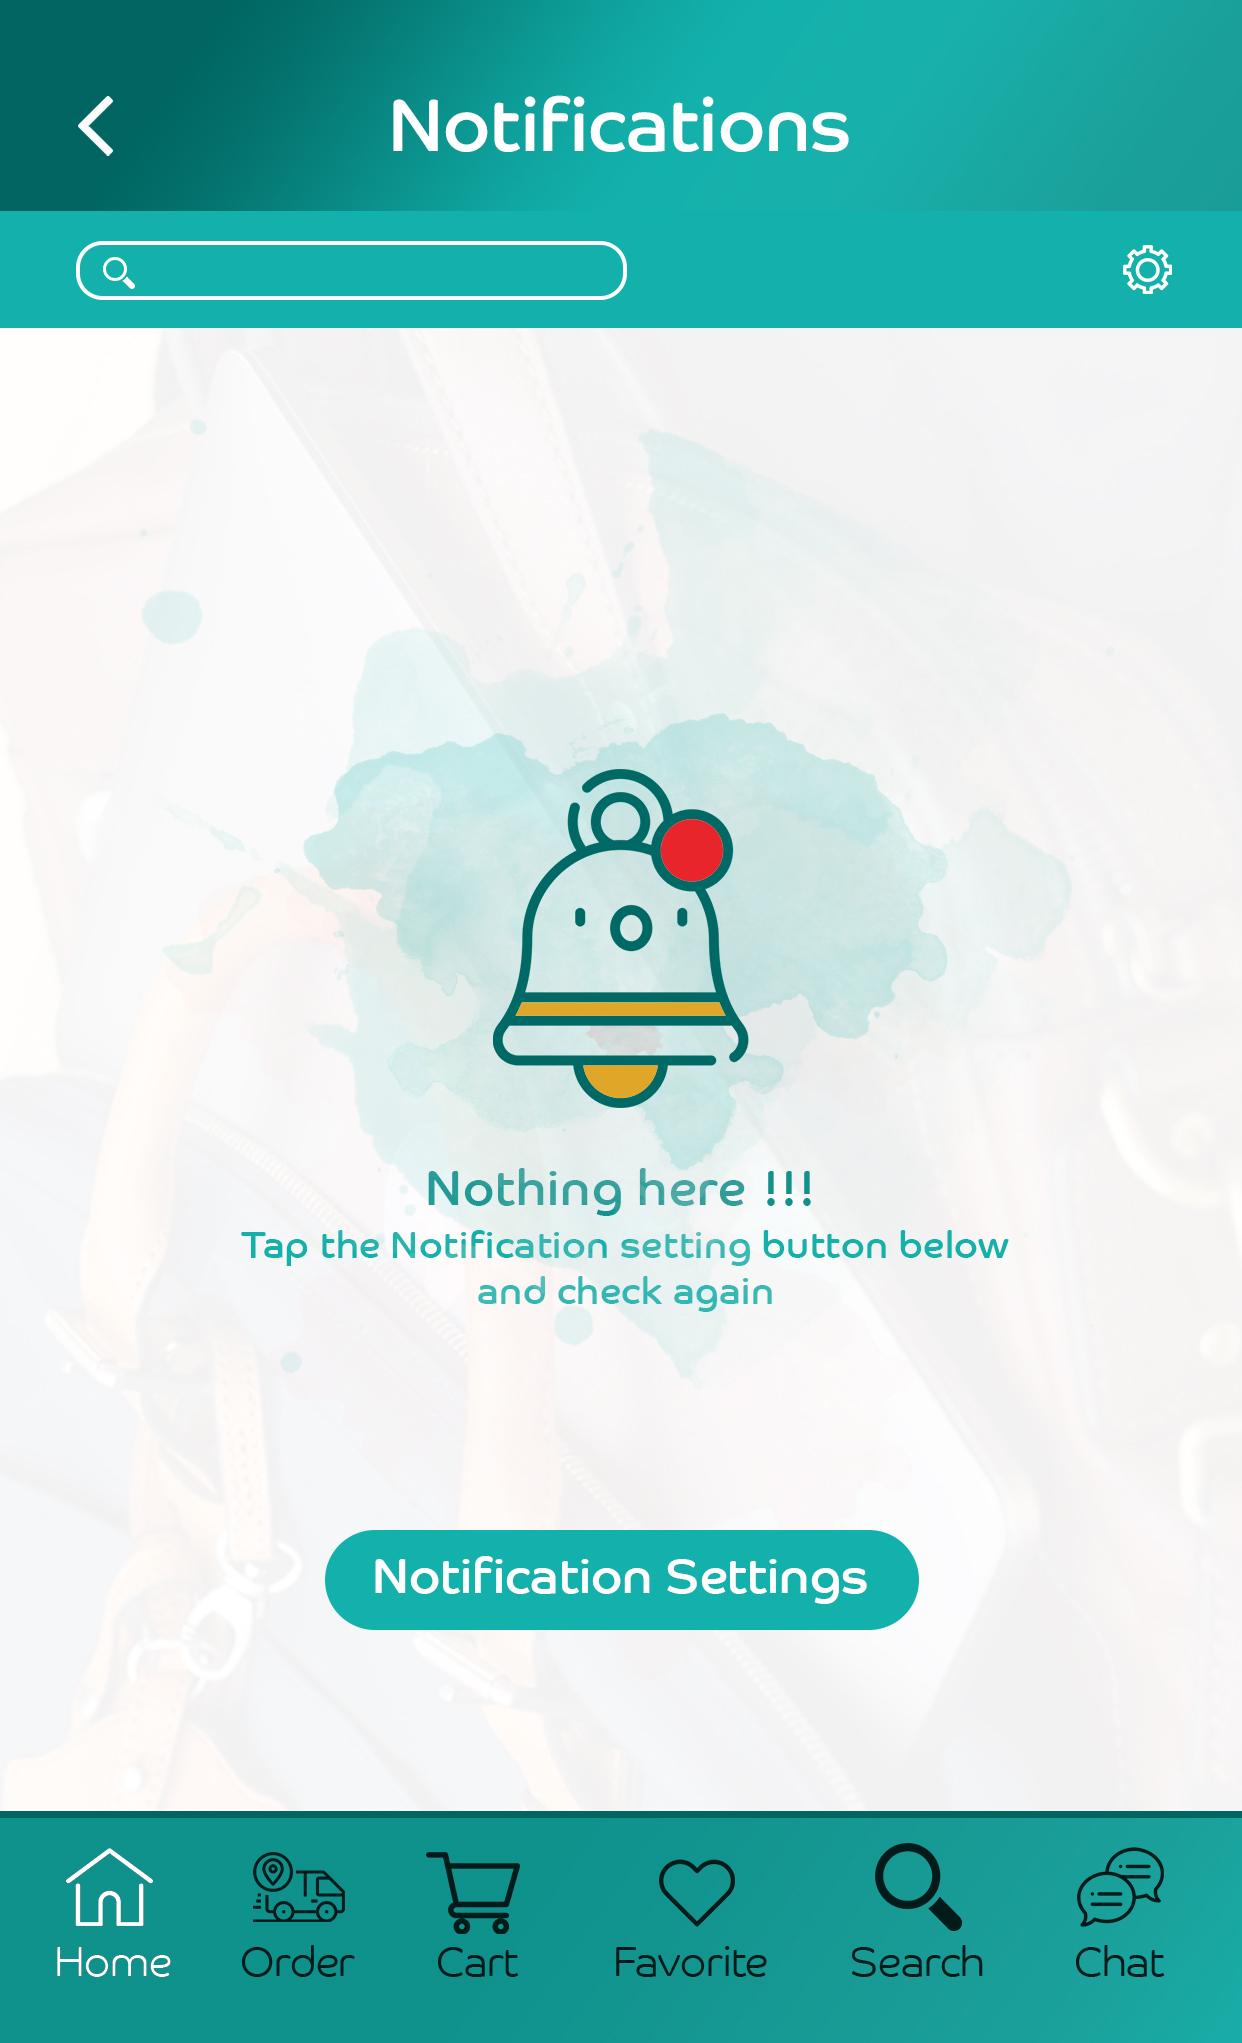 Notifications
Nothing here !!!
Tap the Notification setting button below
and check again
Notification Settings
Home
Order
Cart
Favorite
Search
Chat